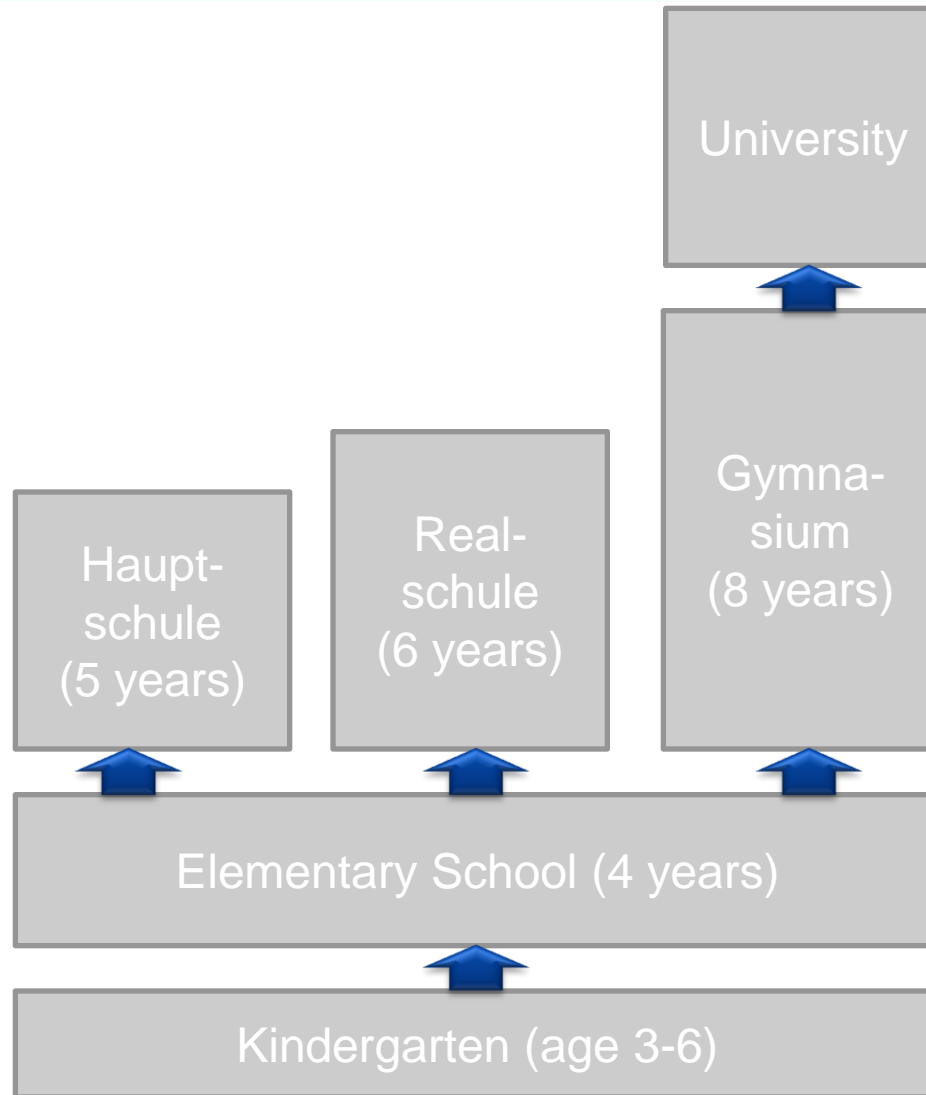 University
Gymna-
sium
(8 years)
Real-
schule
(6 years)
Haupt-
schule
(5 years)
Elementary School (4 years)
Kindergarten (age 3-6)